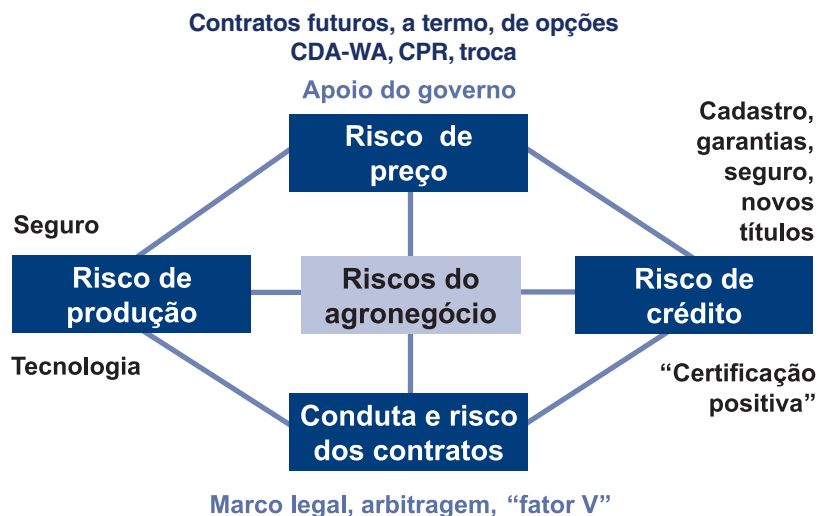 Contratos futuros, a termo, de opções
CDA-WA, CPR, troca
Apoio do governo
Risco de
preço
Cadastro,
garantias,
seguro,
novos
títulos
Seguro
Risco de
produção
Riscos do
agronegócio
Risco de
crédito
Tecnologia
“Certificação
positiva”
Conduta e risco
dos contratos
Marco legal, arbitragem, “fator V”